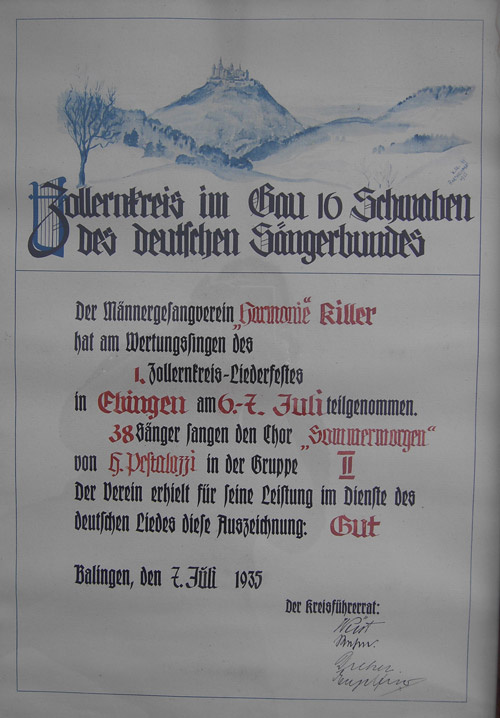 Zollernkreis im Gau 16 Schwaben
des deutschen Sängerbundes
Der Männergesangverein „Harmonie“ Killer
hat am Wertungssingen des
1. Zollernkreis-Liederfestes
in Ebingen am 6.-7. Juli teilgenommen.
38 Sänger sangen den Chor „Sommermorgen“
von H. Pestalozzi in der Gruppe II
Der Verein erhielt für seine Leistung im Dienste des
deutschen Liedes diese Auszeichnung: Gut
Balingen, den 7. Juli 1935
Der Kreisführerrat: